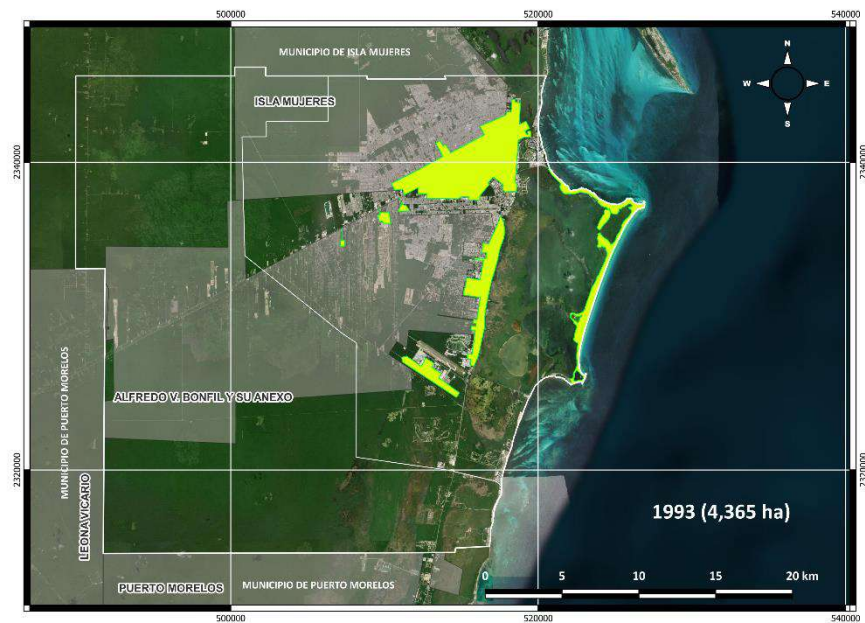 500000
520000
540000
MUNICIPIO DE ISLA MUJERES
N
W
E
S
ISLA MUJERES
2340000
2340000
ALFREDO V. BONFIL Y SU ANEXO
MUNICIPIO DE PUERTO MORELOS
LEONA VICARIO
2320000
2320000
1993 (4,365 ha)
0
5
10
15
20 km
PUERTO MORELOS
MUNICIPIO DE PUERTO MORELOS
500000
520000
540000